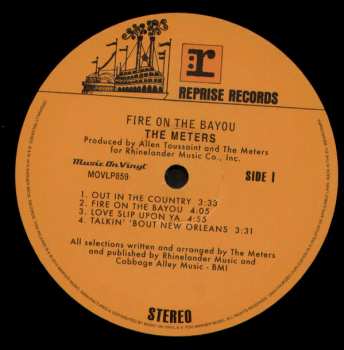 r
REPRISE RECORDS
FIRE ON THE BAYOU
THE METERS
Produced by Allen Toussaint and The Meters
for Rhinelander Music Co., Inc.
Music On Vinyl
MOVLP859
SIDE 1
1. OUT IN THE COUNTRY 3:33
2. FIRE ON THE BAYOU 4:05
3. LOVE SLIP UPON YA. 4:55
4. TALKIN' 'BOUT NEW ORLEANS 3:31
All selections written and arranged by The Meters
and published by Rhinelander Music and
Cabbage Alley Music - BMI
STEREO